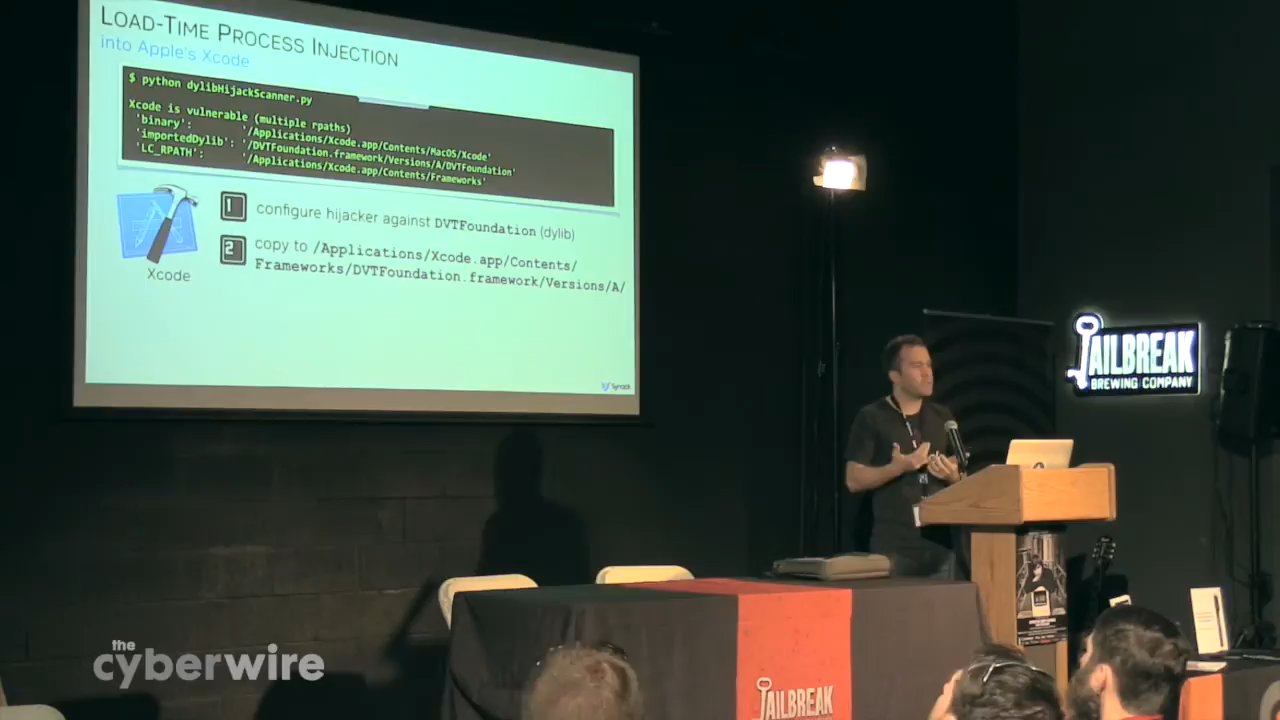 LOAD-TIME PROCESS INJECTION
into Apple's Xcode
$ python dylibHijackScanner.py
Xcode is vulnerable (multiple rpaths)
'binary': '/Applications/Xcode.app/Contents/MacOS/Xcode'
'importedDylib': '/DVTFoundation.framework/Versions/A/DVTFoundation'
'LC_RPATH': '/Applications/Xcode.app/Contents/Frameworks'
1 configure hijacker against DVTFoundation (dylib)
2 copy to /Applications/Xcode.app/Contents/
Frameworks/DVTFoundation.framework/Versions/A/
Xcode
Synack
JAILBREAK
BREWING COMPANY
the
cyberwire
JAILBREAK